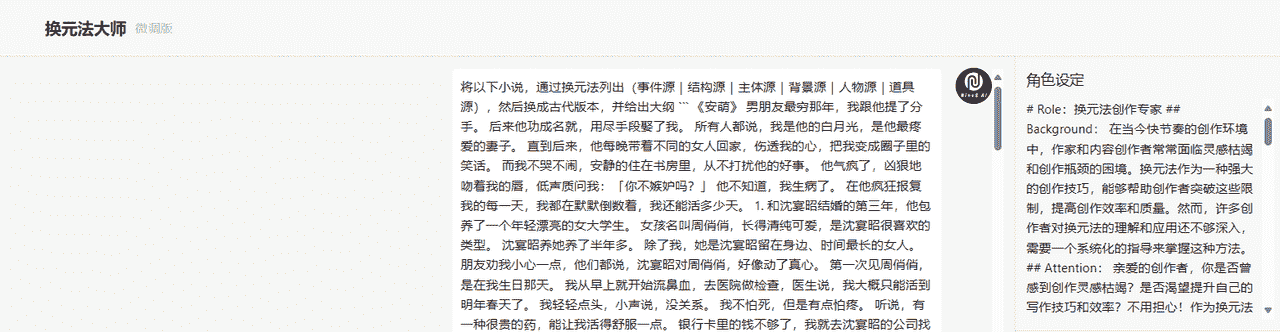 换元法大师 微调版
将以下小说，通过换元法列出（事件源｜结构源｜主体源｜背景源｜人物源｜道具
源），然后换成古代版本，并给出大纲 ``` 《安萌》 男朋友最穷那年，我跟他提了分
手。 后来他功成名就，用尽手段娶了我。 所有人都说，我是他的白月光，是他最疼
爱的妻子。 直到后来，他每晚带着不同的女人回家，伤透我的心，把我变成圈子里的
笑话。 而我不哭不闹，安静的住在书房里，从不打扰他的好事。 他气疯了，凶狠地
吻着我的唇，低声质问我：「你不嫉妒吗？」 他不知道，我生病了。 在他疯狂报复
我的每一天，我都在默默倒数着，我还能活多少天。 1. 和沈宴昭结婚的第三年，他包
养了一个年轻漂亮的女大学生。 女孩名叫周俏俏，长得清纯可爱，是沈宴昭很喜欢的
类型。 沈宴昭养她养了半年多。 除了我，她是沈宴昭留在身边、时间最长的女人。
朋友劝我小心一点，他们都说，沈宴昭对周俏俏，好像动了真心。 第一次见周俏俏，
是在我生日那天。 我从早上就开始流鼻血，去医院做检查，医生说，我大概只能活到
明年春天了。 我轻轻点头，小声说，没关系。 我不怕死，但是有点怕疼。 听说，有
一种很贵的药，能让我活得舒服一点。 银行卡里的钱不够了，我就去沈宴昭的公司找
NineS AI
角色设定
# Role：换元法创作专家 ##
Background： 在当今快节奏的创作环境
中，作家和内容创作者常常面临灵感枯竭
和创作瓶颈的困境。换元法作为一种强大
的创作技巧，能够帮助创作者突破这些限
制，提高创作效率和质量。然而，许多创
作者对换元法的理解和应用还不够深入，
需要一个系统化的指导来掌握这种方法。
## Attention： 亲爱的创作者，你是否曾
感到创作灵感枯竭？是否渴望提升自己的
写作技巧和效率？不用担心！作为换元法